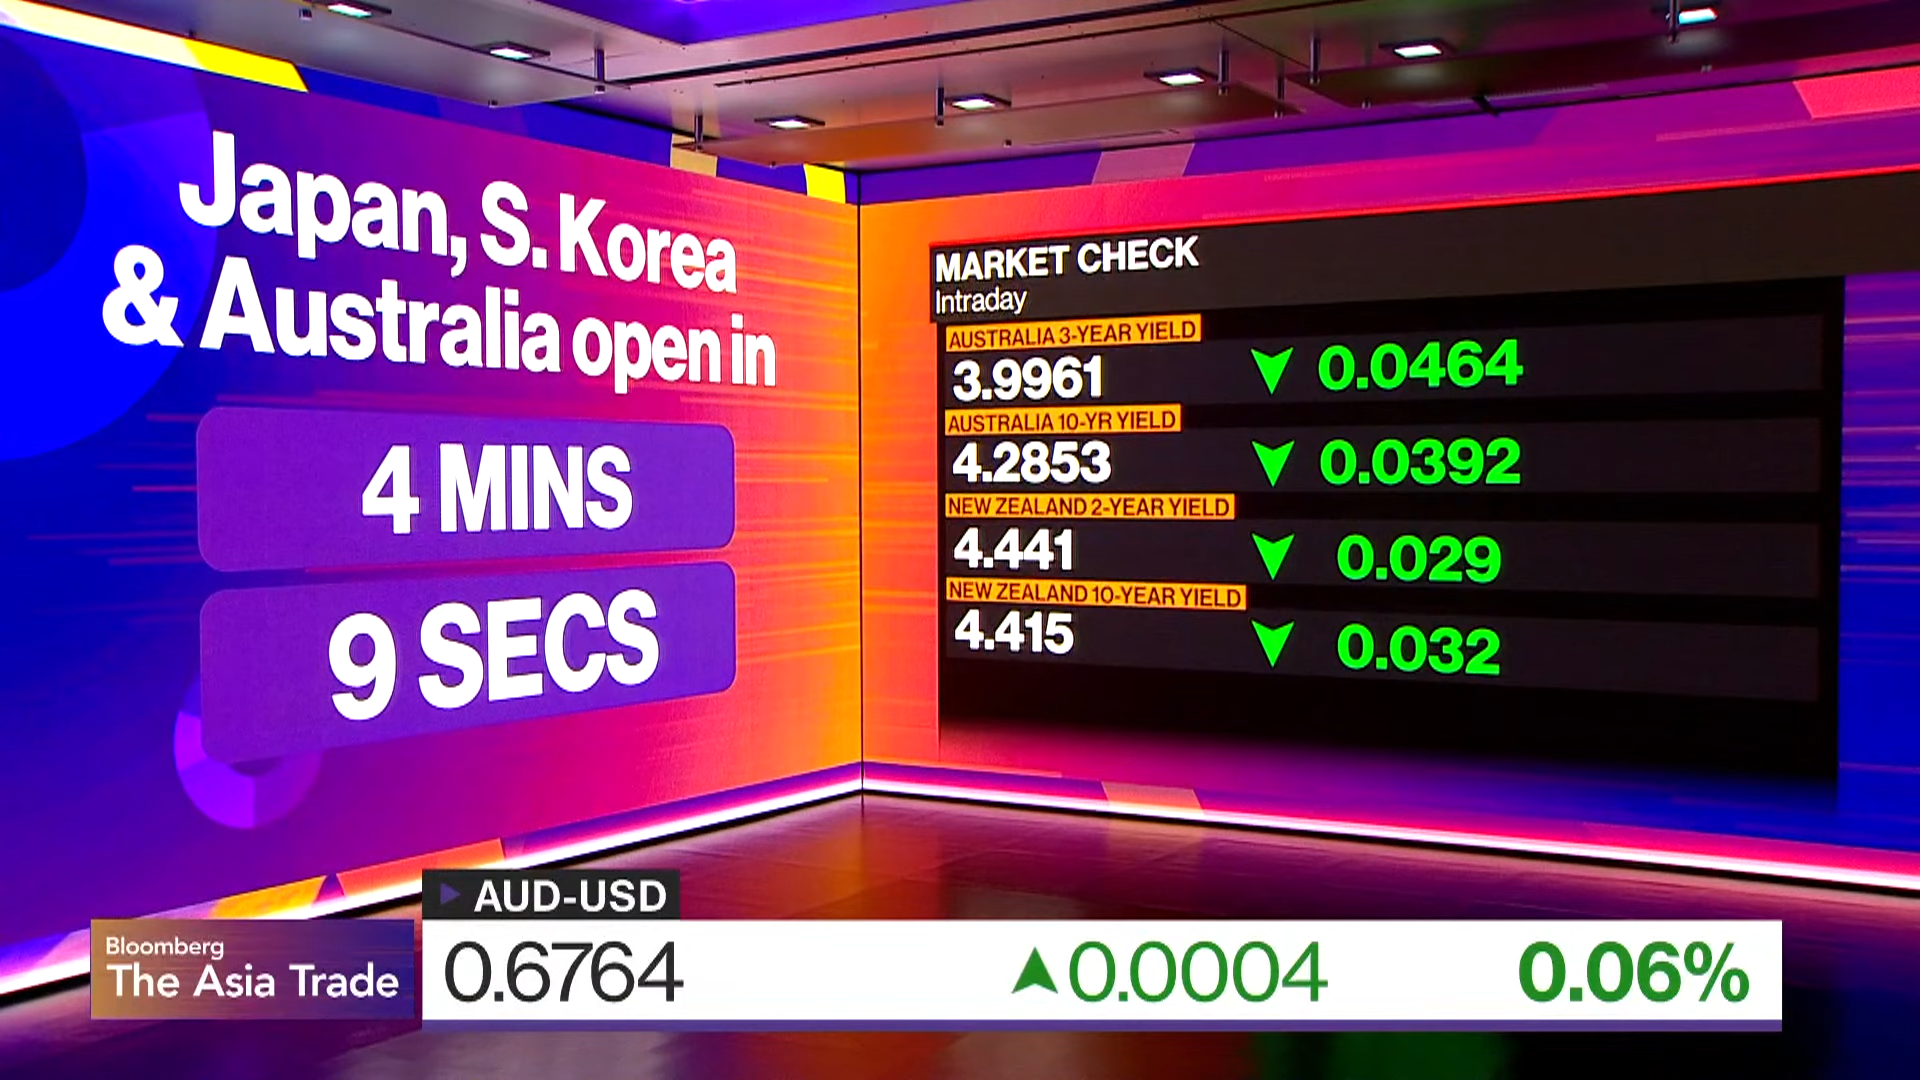 Japan, S. Korea
& Australia open in
4 MINS
9 SECS
MARKET CHECK
Intraday
AUSTRALIA 3-YEAR YIELD
3.9961 ▼ 0.0464
AUSTRALIA 10-YR YIELD
4.2853 ▼ 0.0392
NEW ZEALAND 2-YEAR YIELD
4.441 ▼ 0.029
NEW ZEALAND 10-YEAR YIELD
4.415 ▼ 0.032
AUD-USD
Bloomberg
The Asia Trade
0.6764 ▲0.0004 0.06%